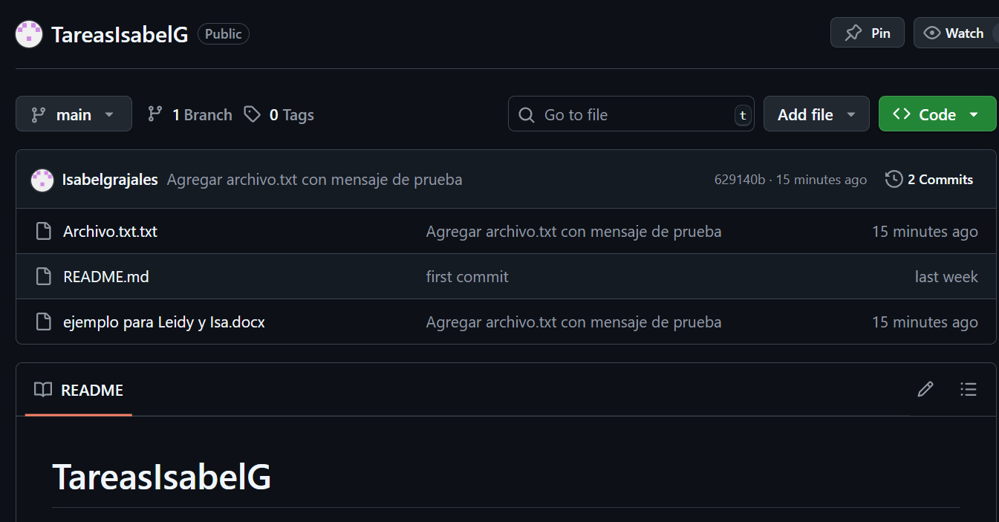 TareasIsabelG Public Pin Watch
main 1 Branch 0 Tags Go to file t Add file Code
Isabelgrajales Agregar archivo.txt con mensaje de prueba 629140b · 15 minutes ago 2 Commits
Archivo.txt.txt Agregar archivo.txt con mensaje de prueba 15 minutes ago
README.md first commit last week
ejemplo para Leidy y Isa.docx Agregar archivo.txt con mensaje de prueba 15 minutes ago
README
TareasIsabelG